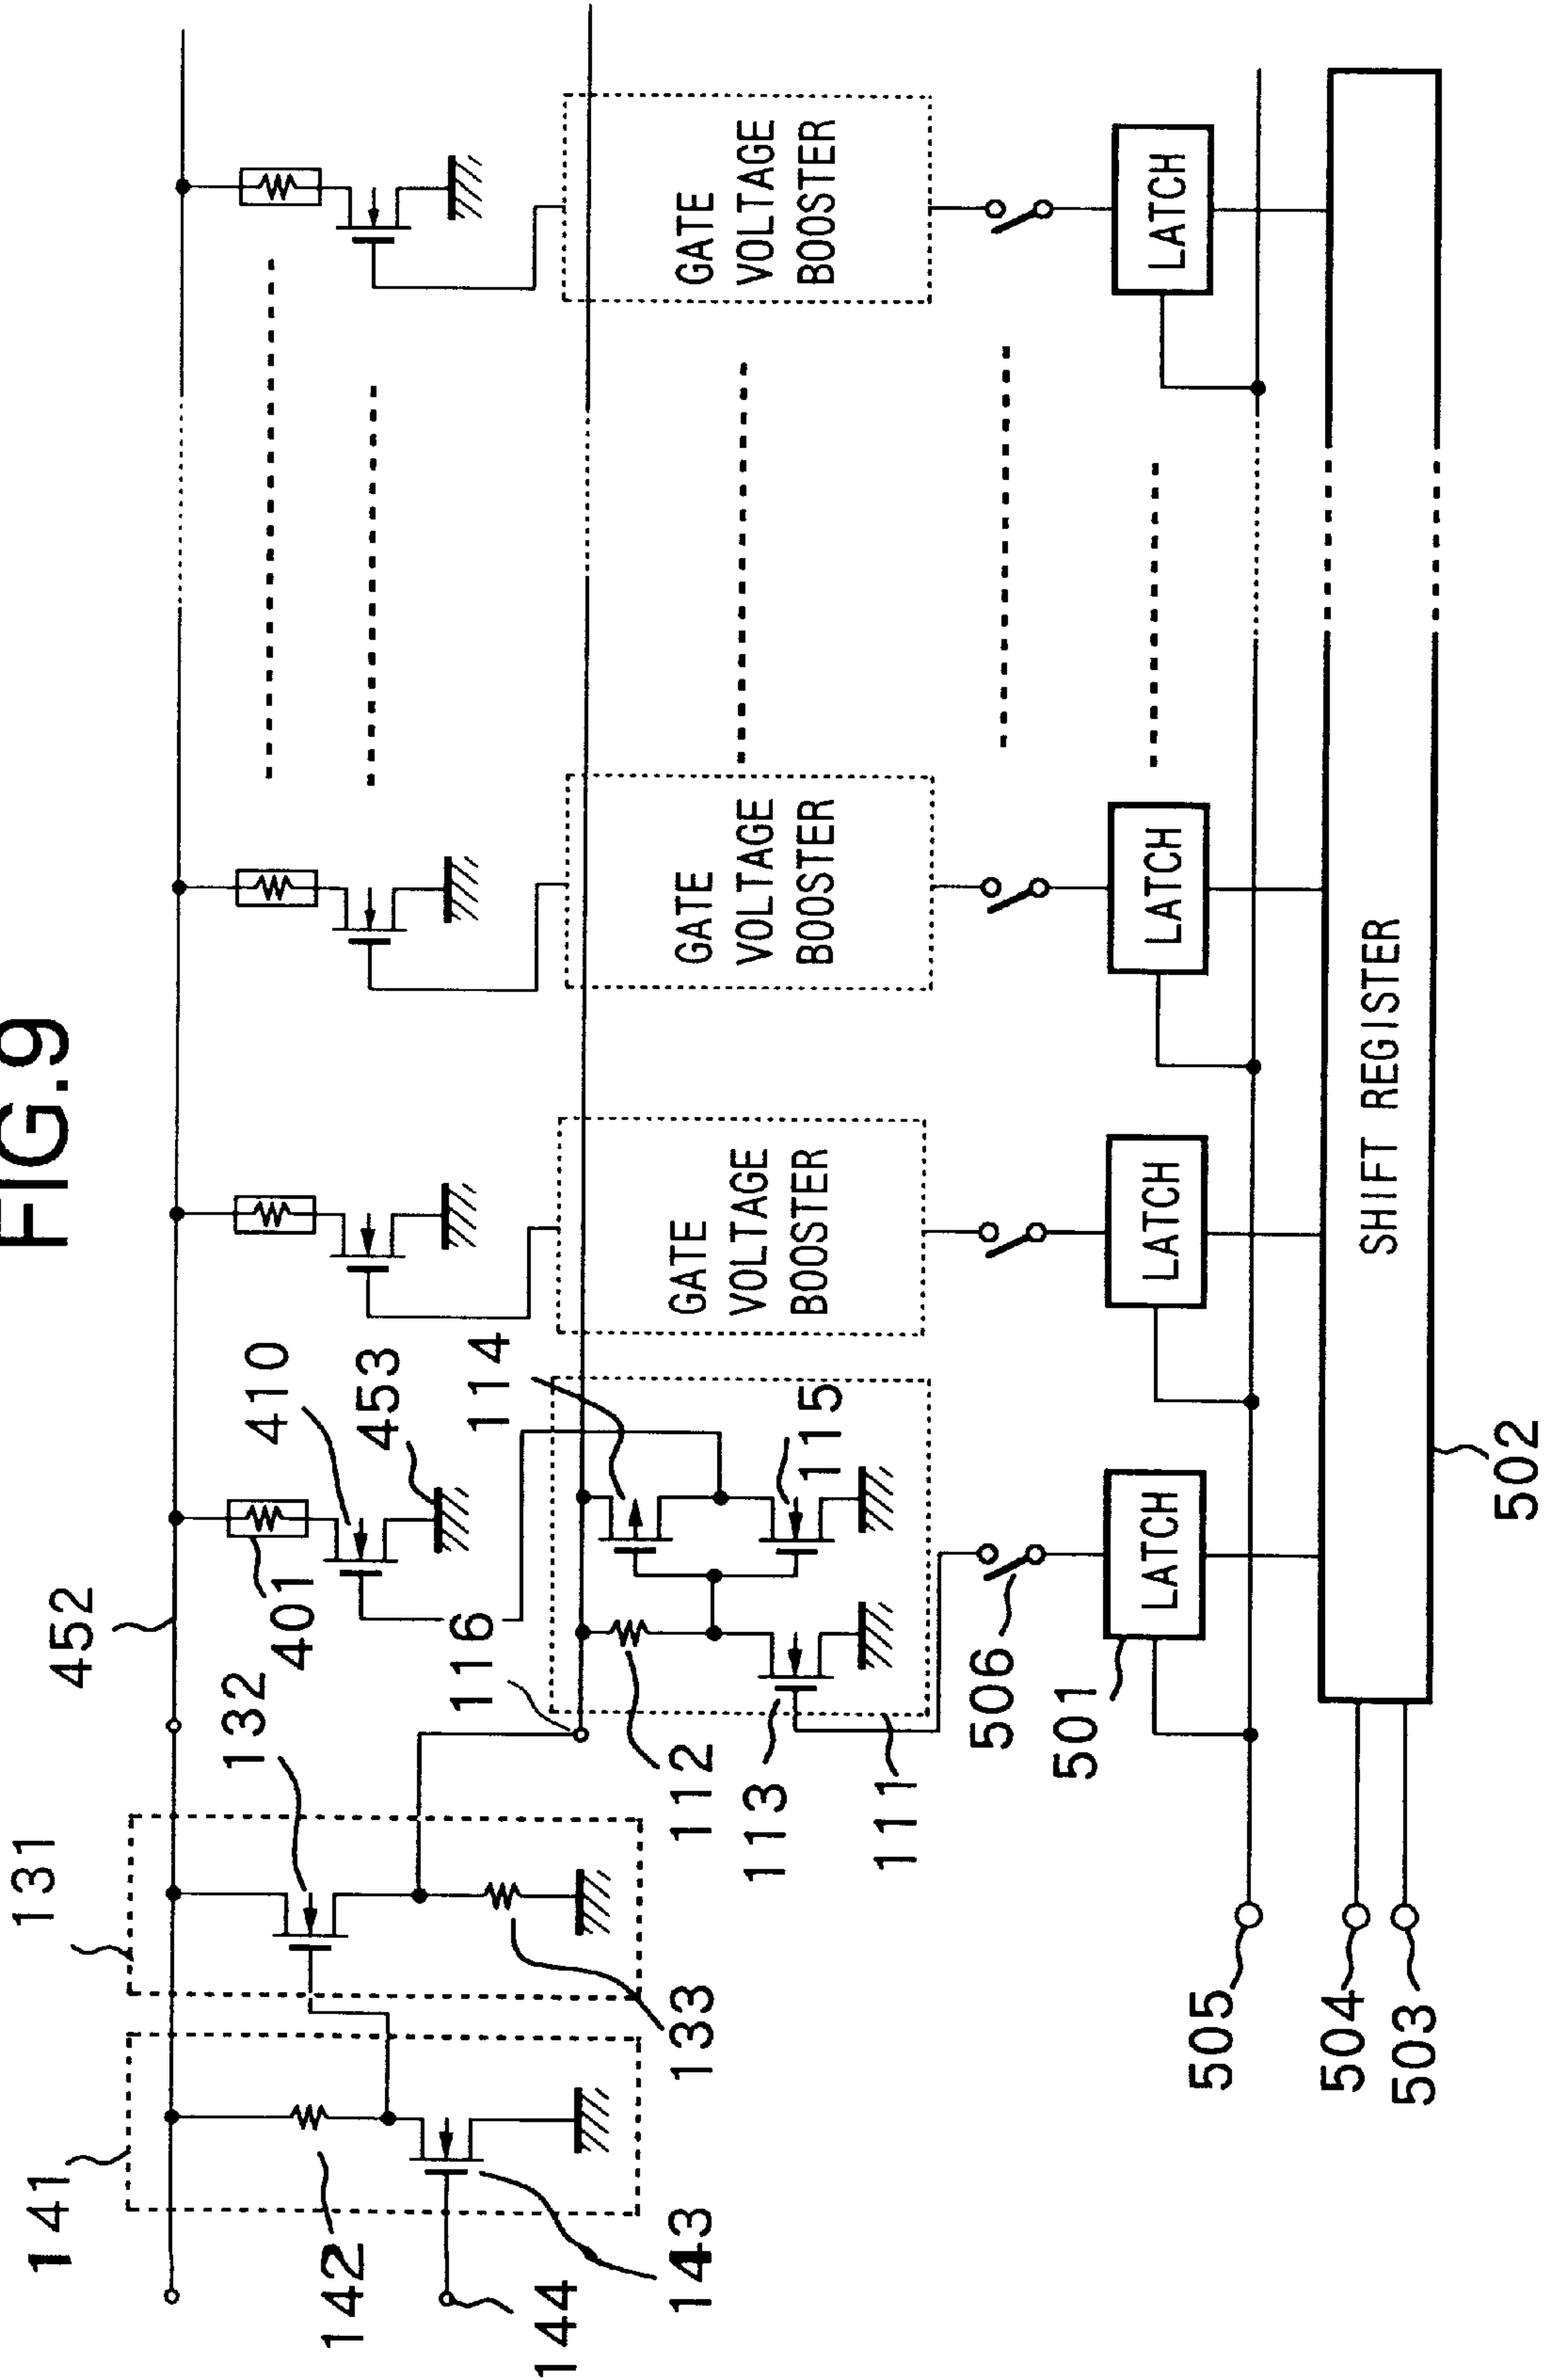 FIG.9
141
131
452
142
132
401
410
144
143
133
116
453
114
112
113
111
115
GATE
VOLTAGE
BOOSTER
GATE
VOLTAGE
BOOSTER
GATE
VOLTAGE
BOOSTER
506
501
LATCH
LATCH
LATCH
LATCH
505
504
503
SHIFT REGISTER
502